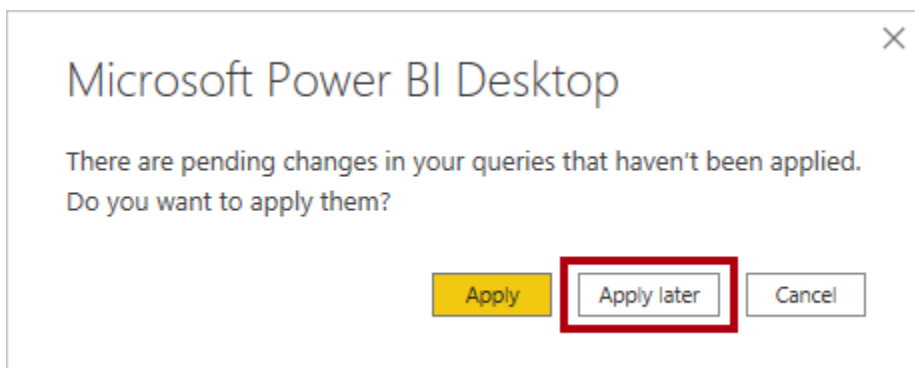 Microsoft Power BI Desktop
There are pending changes in your queries that haven't been applied.
Do you want to apply them?
Apply Apply later Cancel